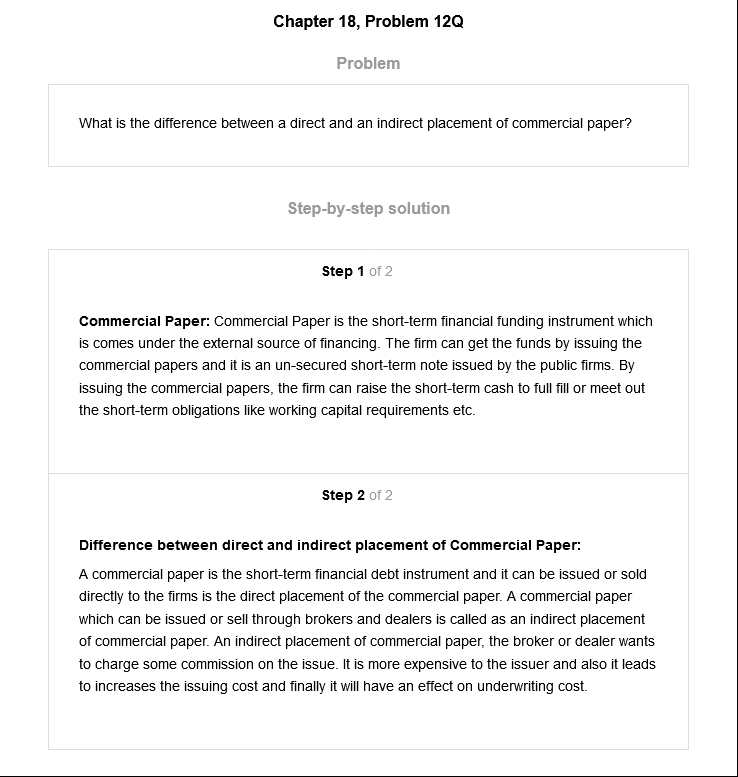 Chapter 18, Problem 12Q
Problem
What is the difference between a direct and an indirect placement of commercial paper?
Step-by-step solution
Step 1 of 2
Commercial Paper: Commercial Paper is the short-term financial funding instrument which
is comes under the external source of financing. The firm can get the funds by issuing the
commercial papers and it is an un-secured short-term note issued by the public firms. By
issuing the commercial papers, the firm can raise the short-term cash to full fill or meet out
the short-term obligations like working capital requirements etc.
Step 2 of 2
Difference between direct and indirect placement of Commercial Paper:
A commercial paper is the short-term financial debt instrument and it can be issued or sold
directly to the firms is the direct placement of the commercial paper. A commercial paper
which can be issued or sell through brokers and dealers is called as an indirect placement
of commercial paper. An indirect placement of commercial paper, the broker or dealer wants
to charge some commission on the issue. It is more expensive to the issuer and also it leads
to increases the issuing cost and finally it will have an effect on underwriting cost.